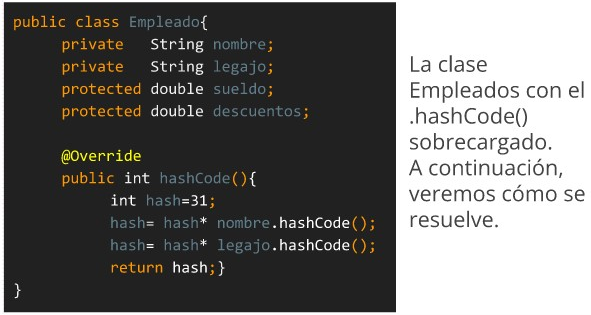 public class Empleado{
private String nombre;
private String legajo;
protected double sueldo;
protected double descuentos;
@Override
public int hashCode(){
int hash=31;
hash= hash* nombre.hashCode();
hash= hash* legajo.hashCode();
return hash;}
}
La clase
Empleados con el
.hashCode()
sobrecargado.
A continuación,
veremos cómo se
resuelve.